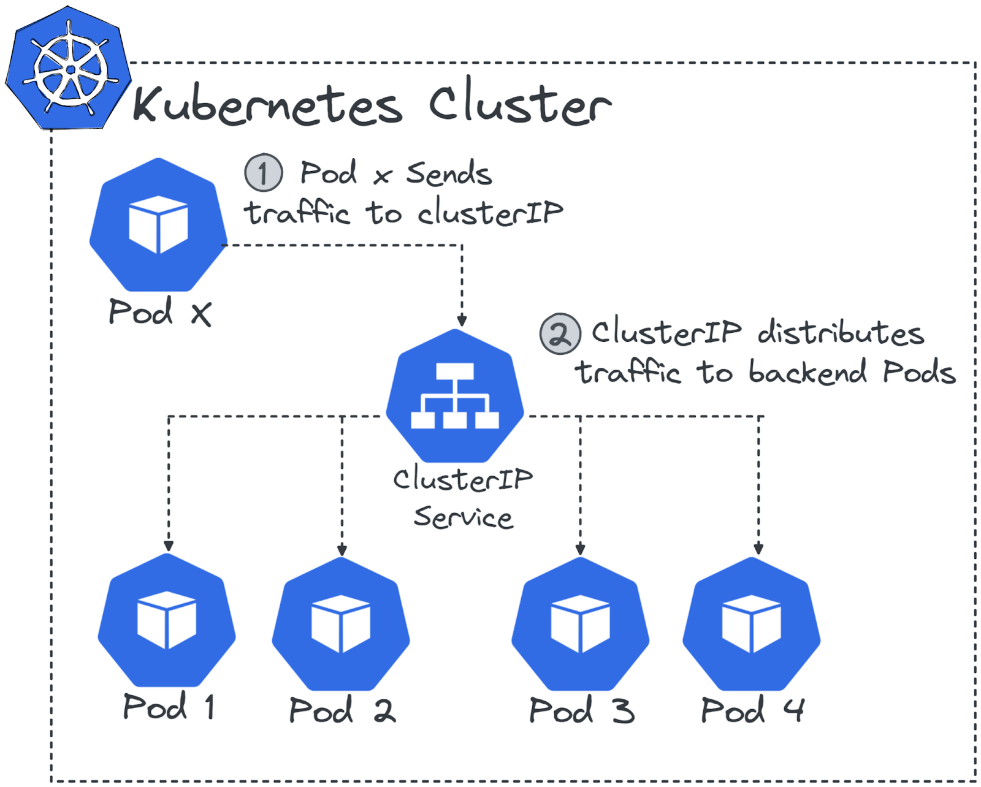 Kubernetes Cluster
1 Pod x Sends
traffic to clusterIP
Pod X
2 ClusterIP distributes
traffic to backend Pods
ClusterIP
Service
Pod 1
Pod 2
Pod 3
Pod 4